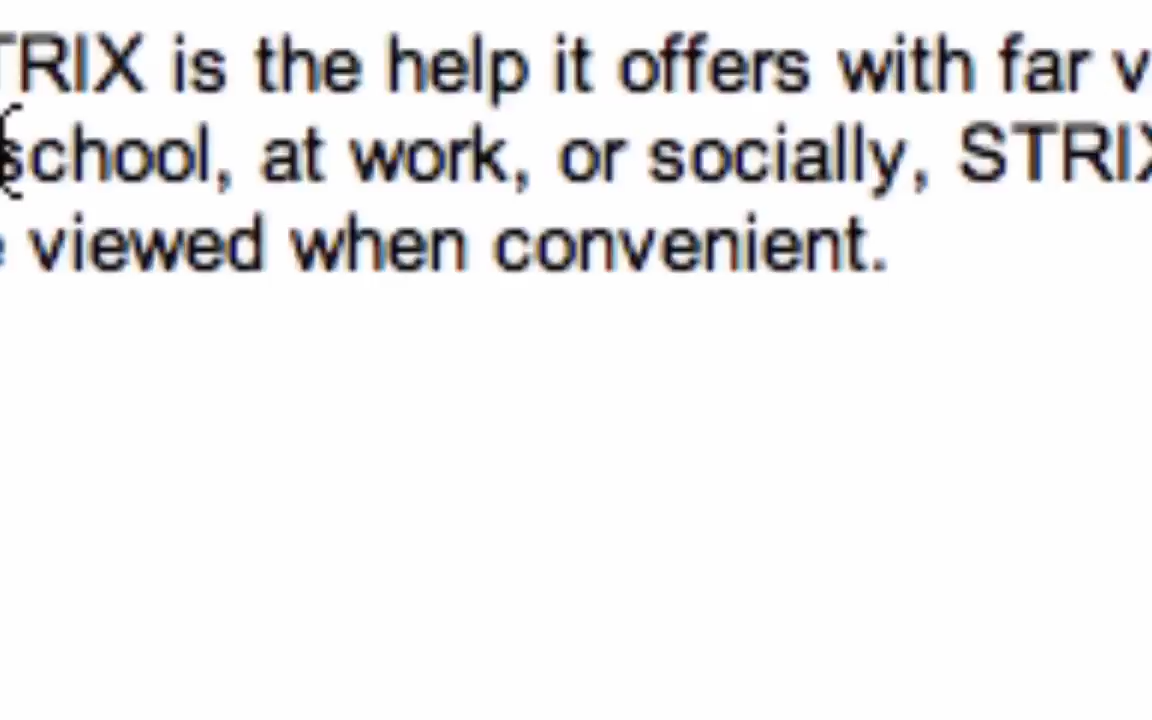 TRIX is the help it offers with far v
school, at work, or socially, STRIX
e viewed when convenient.